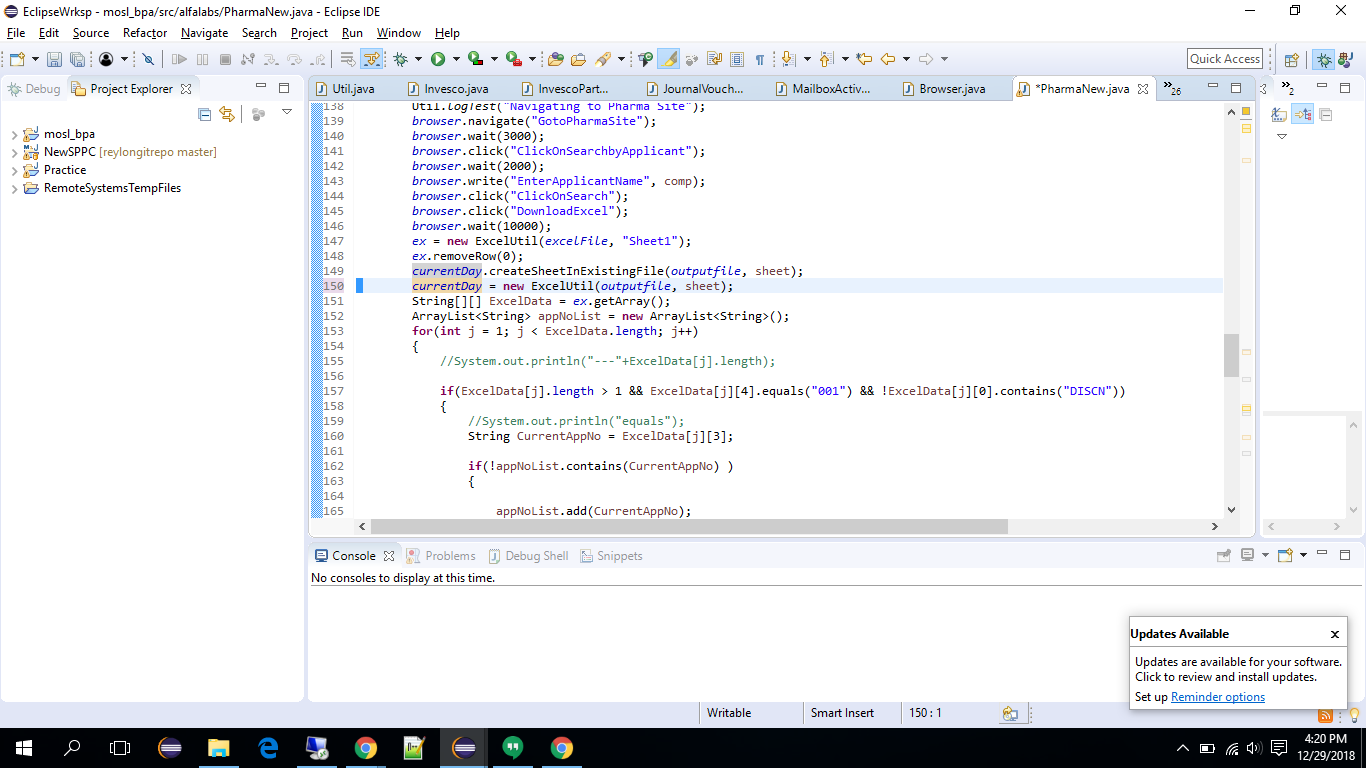 EclipseWrksp - mosl_bpa/src/alfalabs/PharmaNew.java - Eclipse IDE
File Edit Source Refactor Navigate Search Project Run Window Help
Quick Access
Debug Project Explorer
Util.java Invesco.java InvescoPart... JournalVouch... MailboxActiv... Browser.java *PharmaNew.java »26 »2
mosl_bpa
NewSPPC [reylongitrepo master]
Practice
RemoteSystemsTempFiles
138 Util.LogTest("Navigating to Pharma Site");
139 browser.navigate("GotoPharmaSite");
140 browser.wait(3000);
141 browser.click("ClickOnSearchbyApplicant");
142 browser.wait(2000);
143 browser.write("EnterApplicantName", comp);
144 browser.click("ClickOnSearch");
145 browser.click("DownloadExcel");
146 browser.wait(10000);
147 ex = new ExcelUtil(excelFile, "Sheet1");
148 ex.removeRow(0);
149 currentDay.createSheetInExistingFile(outputfile, sheet);
150 currentDay = new ExcelUtil(outputfile, sheet);
151 String[][] ExcelData = ex.getArray();
152 ArrayList<String> appNoList = new ArrayList<String>();
153 for(int j = 1; j < ExcelData.length; j++)
154 {
155 //System.out.println("---"+ExcelData[j].length);
156
157 if(ExcelData[j].length > 1 && ExcelData[j][4].equals("001") && !ExcelData[j][0].contains("DISCN"))
158 {
159 //System.out.println("equals");
160 String CurrentAppNo = ExcelData[j][3];
161
162 if(!appNoList.contains(CurrentAppNo) )
163 {
164
165 appNoList.add(CurrentAppNo);
Console Problems Debug Shell Snippets
No consoles to display at this time.
Updates Available
Updates are available for your software.
Click to review and install updates.
Set up Reminder options
Writable Smart Insert 150 : 1
4:20 PM
12/29/2018